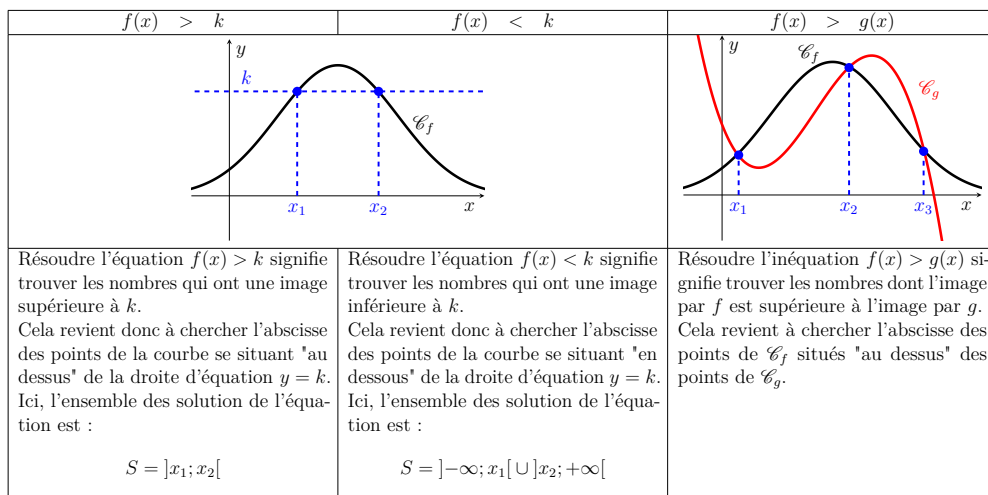 f(x) > k
f(x) < k
f(x) > g(x)
y
k
𝒞f
x1
x2
x
y
𝒞f
𝒞g
x1
x2
x3
x
Résoudre l'équation f(x) > k signifie
trouver les nombres qui ont une image
supérieure à k.
Cela revient donc à chercher l'abscisse
des points de la courbe se situant "au
dessus" de la droite d'équation y = k.
Ici, l'ensemble des solution de l'équa-
tion est :
S = ]x1; x2[
Résoudre l'équation f(x) < k signifie
trouver les nombres qui ont une image
inférieure à k.
Cela revient donc à chercher l'abscisse
des points de la courbe se situant "en
dessous" de la droite d'équation y = k.
Ici, l'ensemble des solution de l'équa-
tion est :
S = ]−∞; x1[ ∪ ]x2; +∞[
Résoudre l'inéquation f(x) > g(x) si-
gnifie trouver les nombres dont l'image
par f est supérieure à l'image par g.
Cela revient à chercher l'abscisse des
points de 𝒞f situés "au dessus" des
points de 𝒞g.